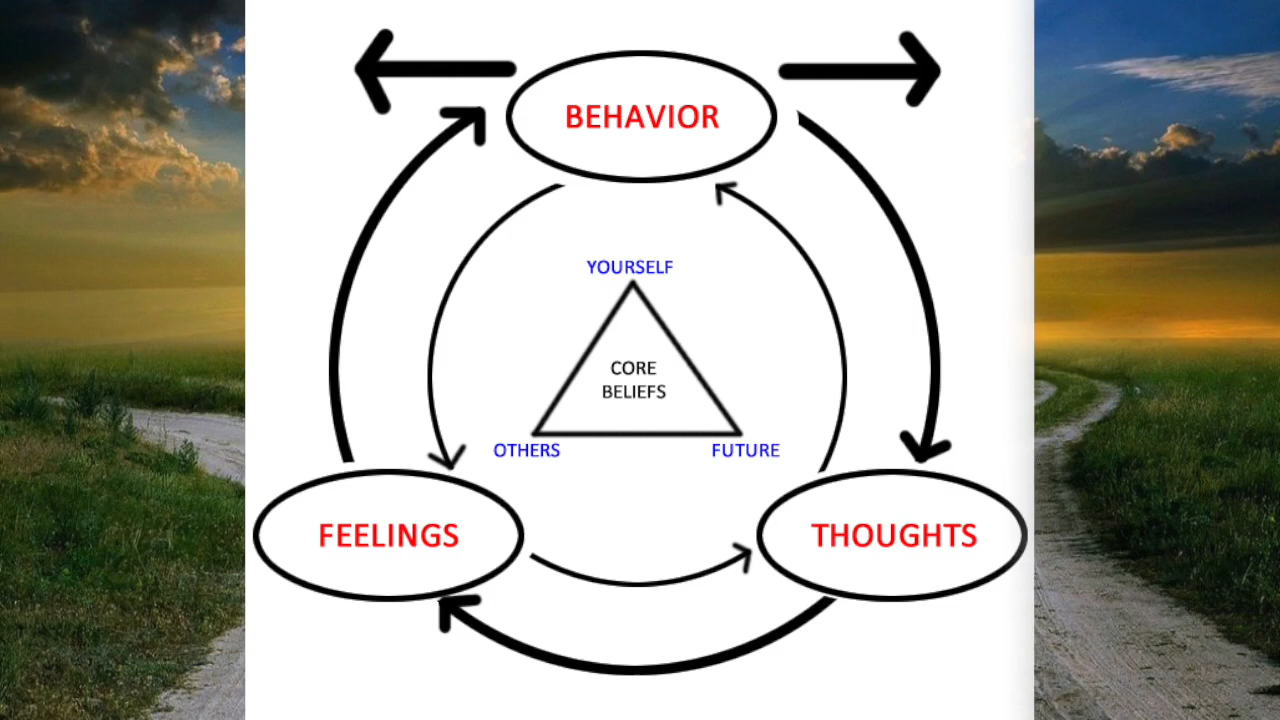 BEHAVIOR
YOURSELF
CORE
BELIEFS
OTHERS
FUTURE
FEELINGS
THOUGHTS